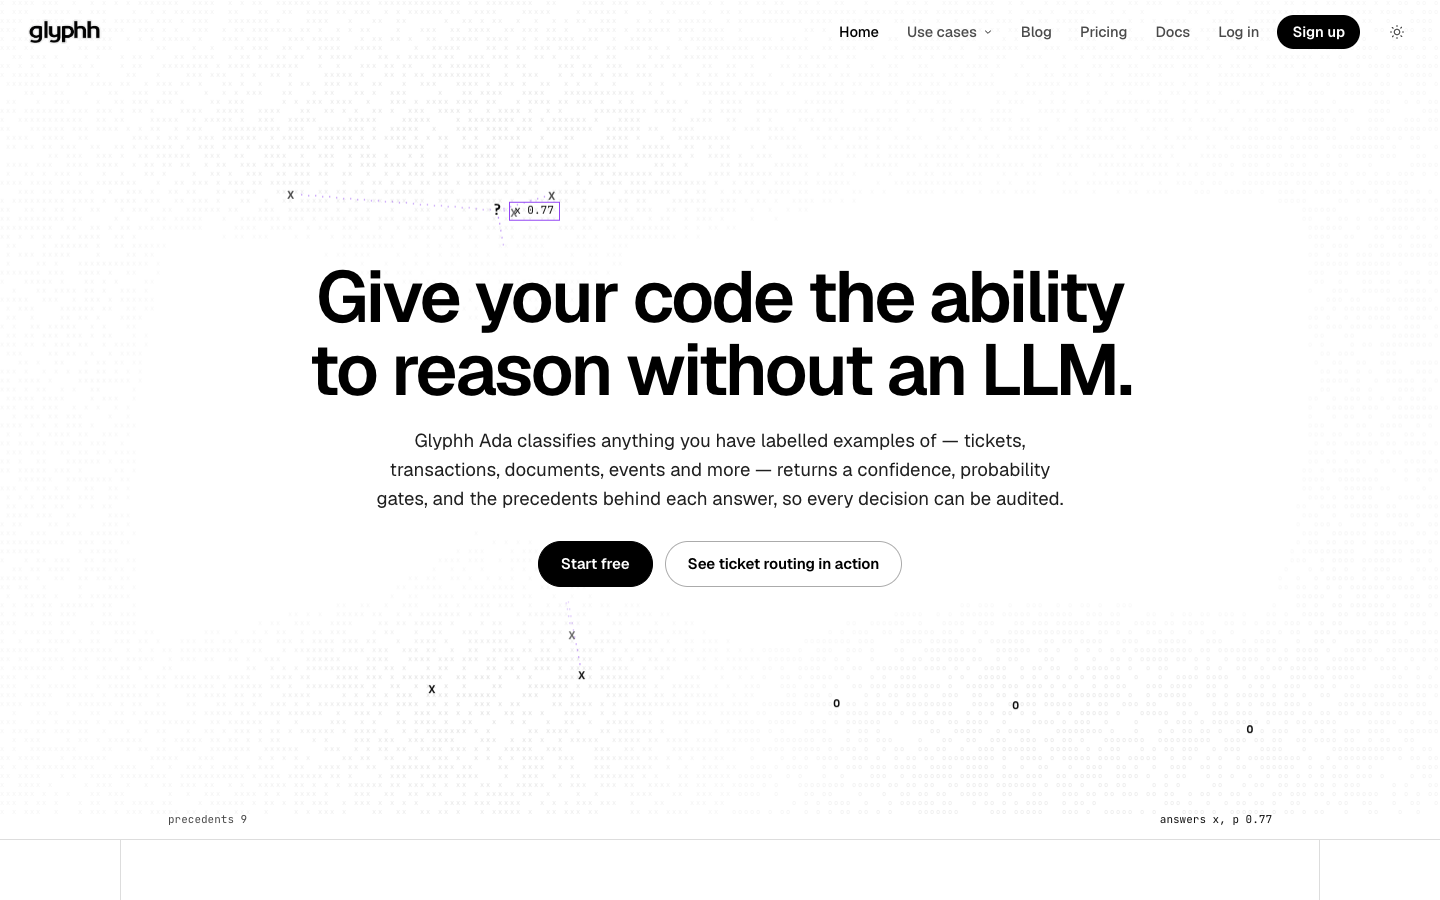 glyphh
Home
Use cases
Blog
Pricing
Docs
Log in
Sign up
x
x
? x x 0.77
Give your code the ability
to reason without an LLM.
Glyphh Ada classifies anything you have labelled examples of — tickets,
transactions, documents, events and more — returns a confidence, probability
gates, and the precedents behind each answer, so every decision can be audited.
Start free
See ticket routing in action
x
x
x
o
o
o
precedents 9
answers x, p 0.77